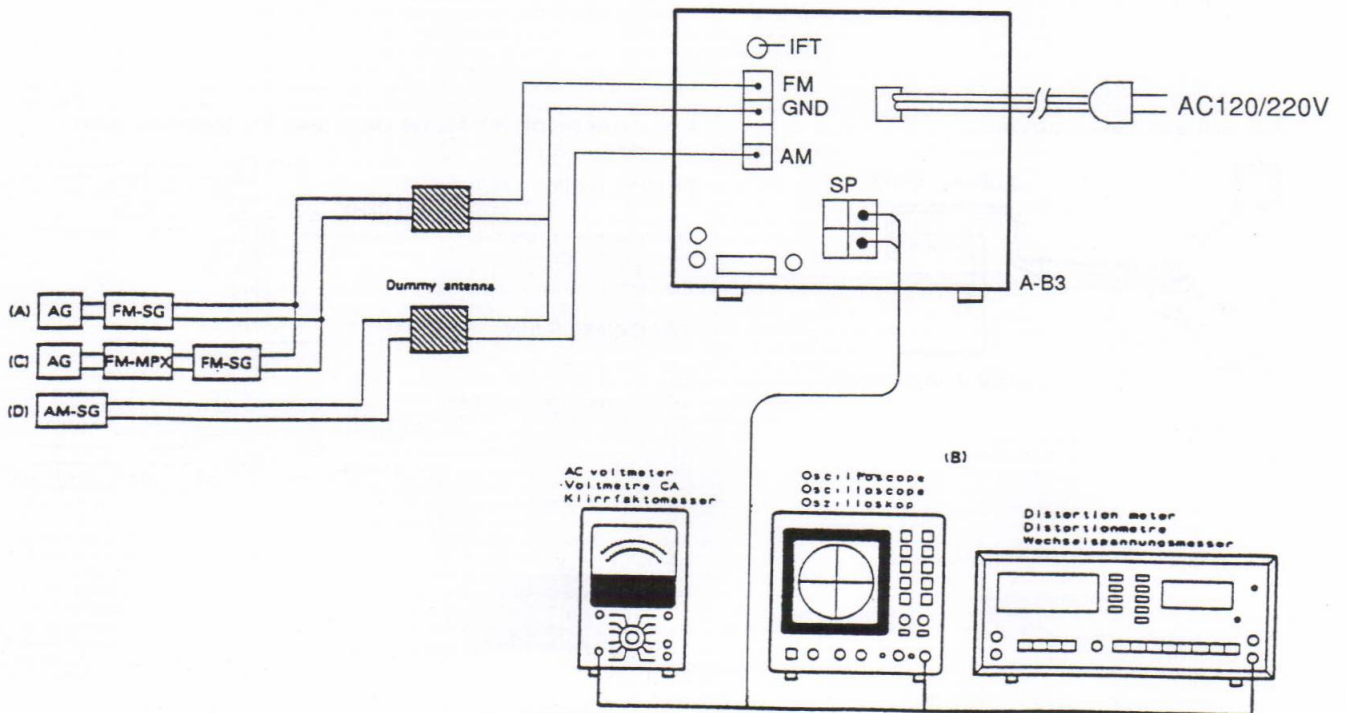 IFT
FM
GND
AC120/220V
AM
SP
A-B3
Dummy antenna
(A) AG FM-SG
(C) AG FM-MPX FM-SG
(D) AM-SG
(B)
AC voltmeter
Voltmetre CA
Klirrfaktomesser
Oscilloscope
Oscilloscope
Oszilloskop
Distortion meter
Distortionmetre
Wechselspannungsmesser